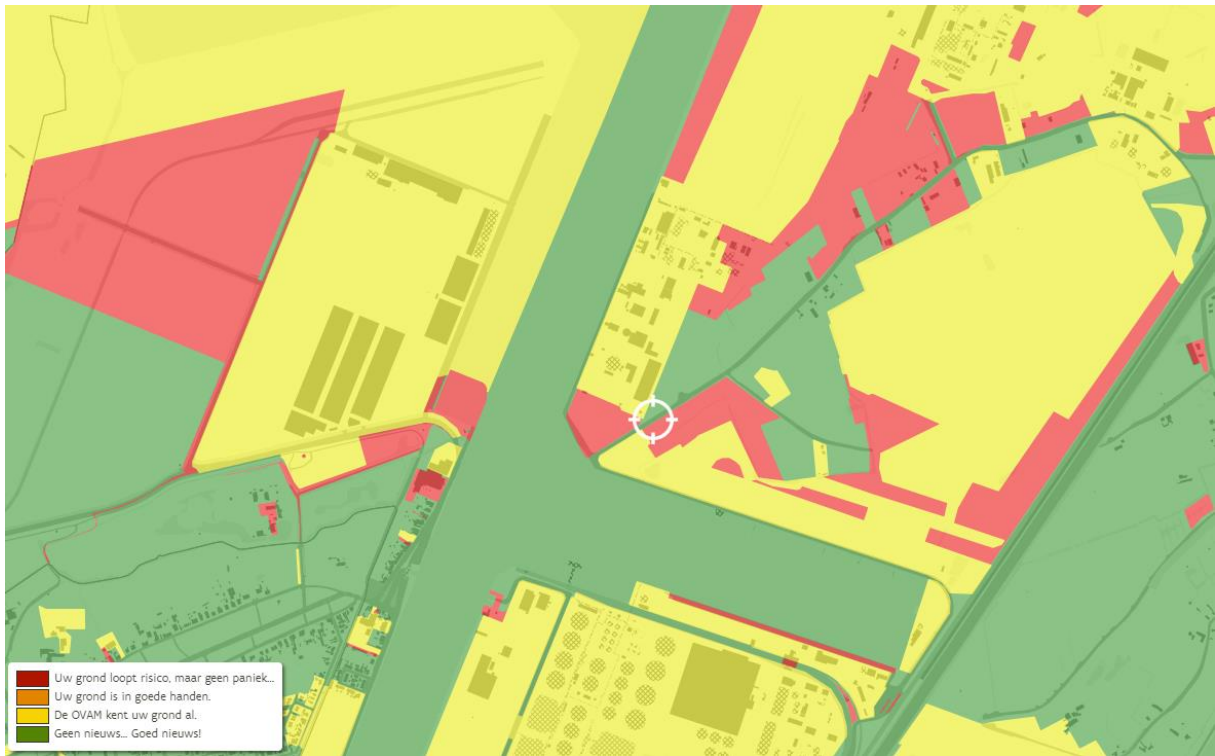 Uw grond loopt risico, maar geen paniek...
Uw grond is in goede handen.
De OVAM kent uw grond al.
Geen nieuws... Goed nieuws!